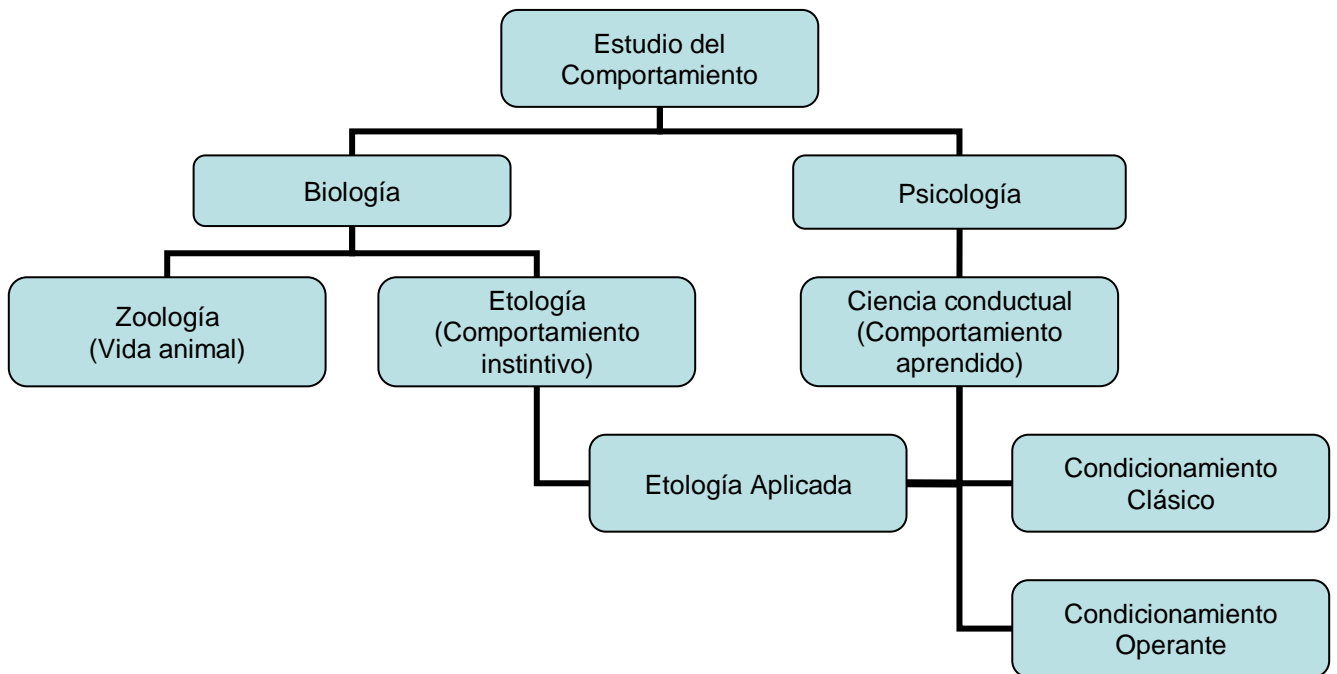 Estudio del
Comportamiento
Biología
Psicología
Zoología
(Vida animal)
Etología
(Comportamiento
instintivo)
Ciencia conductual
(Comportamiento
aprendido)
Etología Aplicada
Condicionamiento
Clásico
Condicionamiento
Operante